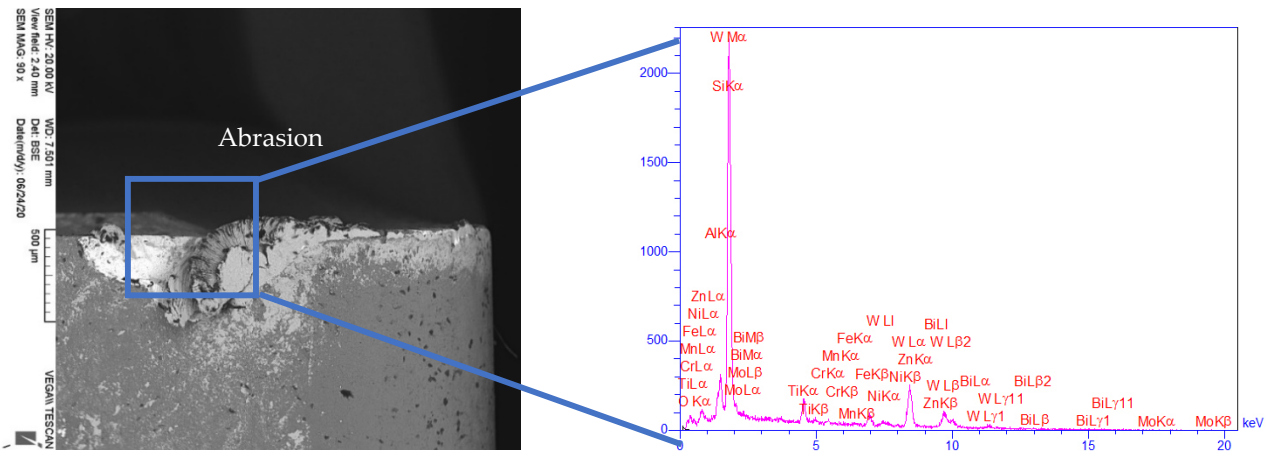 SEM HV: 20.00 kV WD: 7.501 mm
View field: 2.40 mm Det: BSE
SEM MAG: 90 x Date(m/d/y): 06/24/20
500 µm
VEGA\\ TESCAN
Abrasion
2000
1500
1000
500
0
5
10
15
20
keV
W Mα
SiKα
AlKα
ZnLα
NiLα
FeLα
MnLα
CrLα
TiLα
O Kα
BiMβ
BiMα
MoLβ
MoLα
TiKα
TiKβ
W Ll
FeKα
MnKα
CrKα
FeKβ
CrKβ
MnKβ
NiKα
BiLl
W Lα
W Lβ2
ZnKα
NiKβ
W Lβ
ZnKβ
BiLα
BiLβ2
W Lγ11
W Lγ1
BiLβ
BiLγ11
BiLγ1
MoKα
MoKβ